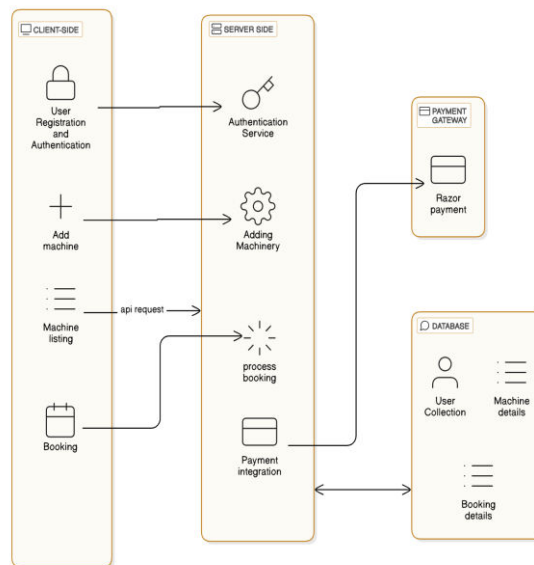 CLIENT-SIDE
User
Registration
and
Authentication
Add
machine
Machine
listing
Booking
api request
SERVER SIDE
Authentication
Service
Adding
Machinery
process
booking
Payment
integration
PAYMENT
GATEWAY
Razor
payment
DATABASE
User
Collection
Machine
details
Booking
details